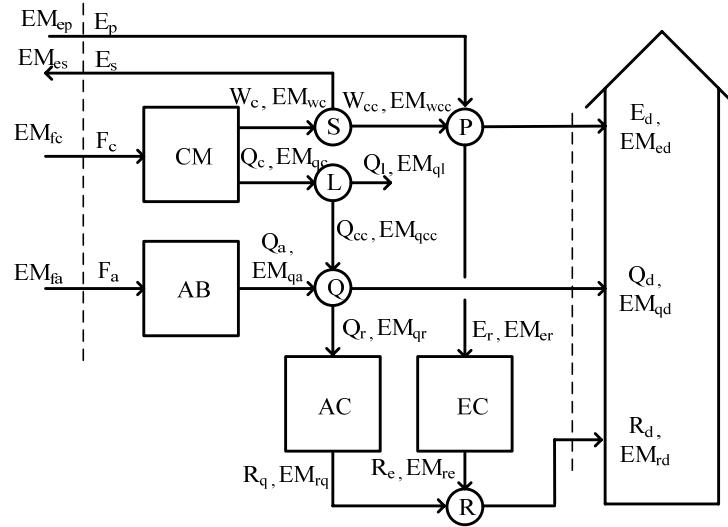 EMep Ep
EMes Es
Wc, EMwc Wcc, EMwcc
S P
EMfc Fc CM
Qc, EMqc Ql, EMql
L
Qcc, EMqcc
Ed,
EMed
EMfa Fa AB
Qa,
EMqa
Q
Qd,
EMqd
Qr, EMqr Er, EMer
AC EC
Rq, EMrq Re, EMre
R
Rd,
EMrd